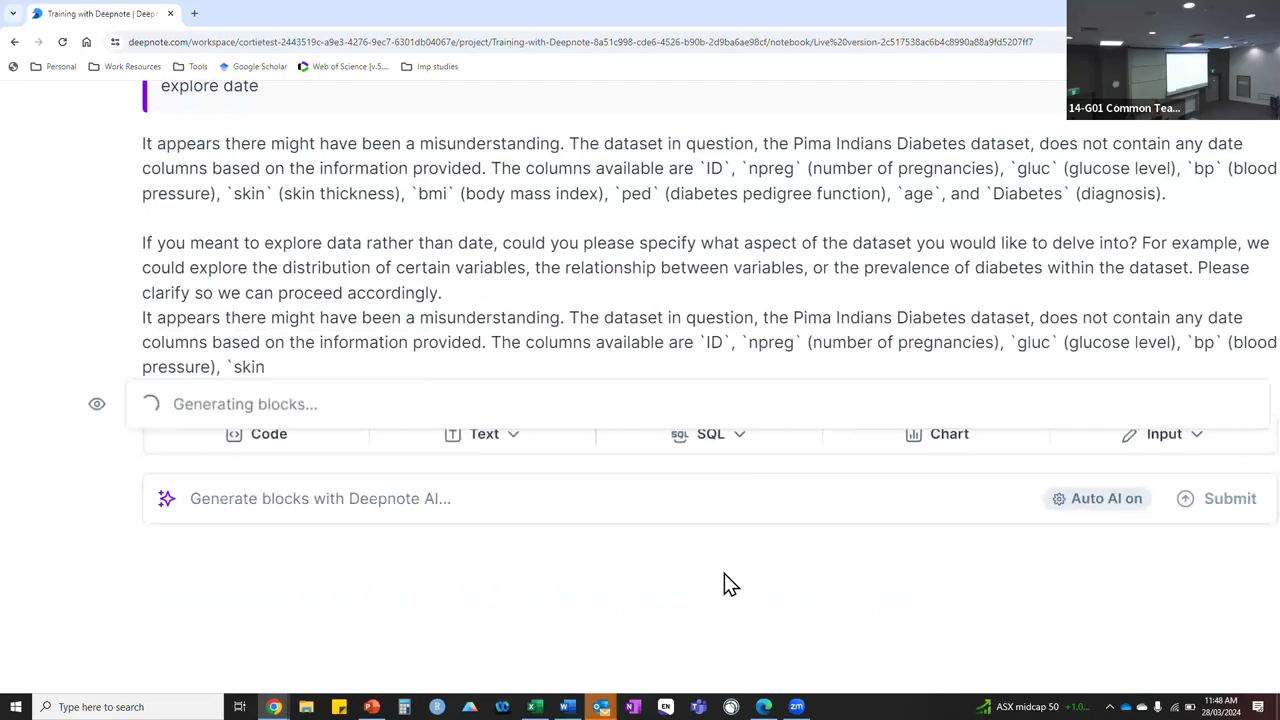 Training with Deepnote | Deepn
deepnote.com/workspace/cortietest-2443519c-a9e3-4276-8ec7-e201db04067e/project/Training-with-Deepnote-8a51c998-cde6-4526-b90b-2d9ba6ae98cf/notebook/Live%20version-2c517538ac6b4c8990a88a9fd5207ff7
Personal Work Resources Tools Google Scholar Web of Science [v.5.... Imp studies
14-G01 Common Tea...
explore date
It appears there might have been a misunderstanding. The dataset in question, the Pima Indians Diabetes dataset, does not contain any date
columns based on the information provided. The columns available are `ID`, `npreg` (number of pregnancies), `gluc` (glucose level), `bp` (blood
pressure), `skin` (skin thickness), `bmi` (body mass index), `ped` (diabetes pedigree function), `age`, and `Diabetes` (diagnosis).
If you meant to explore data rather than date, could you please specify what aspect of the dataset you would like to delve into? For example, we
could explore the distribution of certain variables, the relationship between variables, or the prevalence of diabetes within the dataset. Please
clarify so we can proceed accordingly.
It appears there might have been a misunderstanding. The dataset in question, the Pima Indians Diabetes dataset, does not contain any date
columns based on the information provided. The columns available are `ID`, `npreg` (number of pregnancies), `gluc` (glucose level), `bp` (blood
pressure), `skin
Generating blocks...
Code Text SQL SQL Chart Input
Generate blocks with Deepnote AI... Auto AI on Submit
Type here to search
ASX midcap 50 +1.0...
11:48 AM
28/03/2024